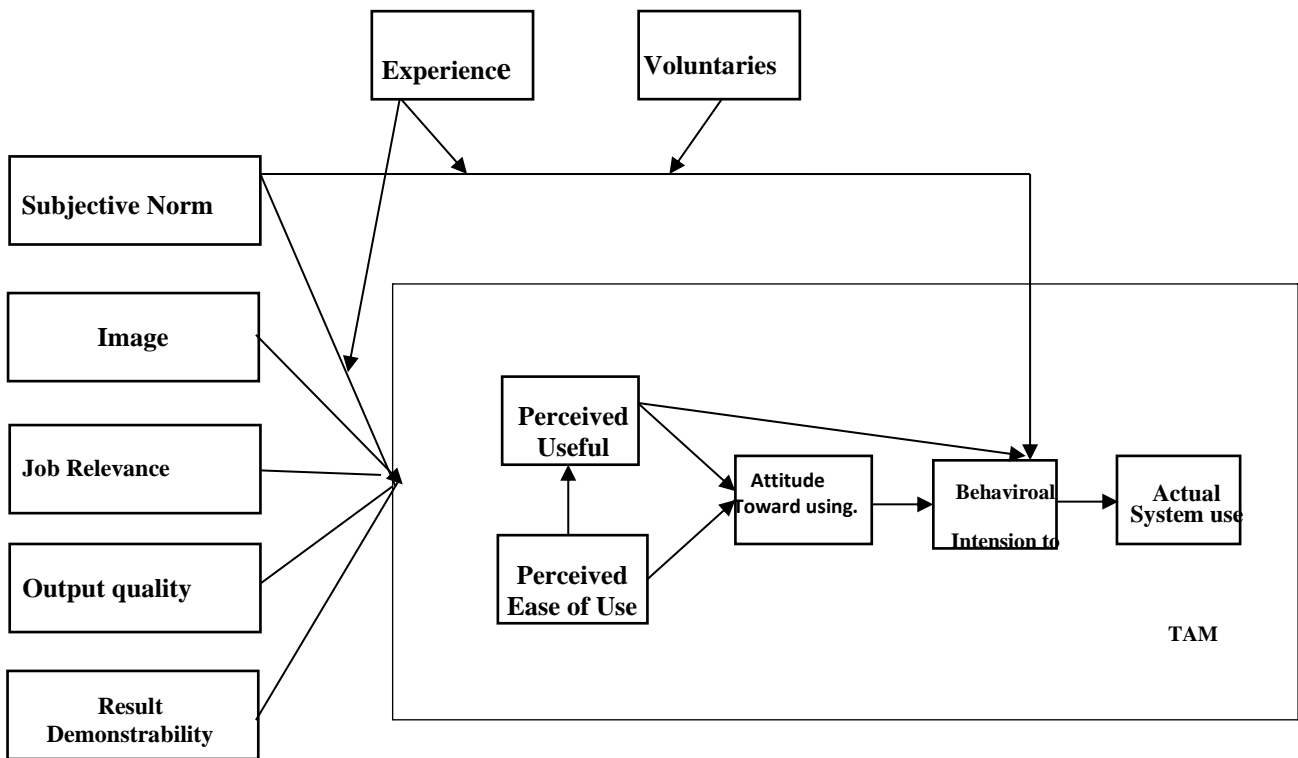 Experience
Voluntaries
Subjective Norm
Image
Job Relevance
Output quality
Result
Demonstrability
Perceived
Useful
Perceived
Ease of Use
Attitude
Toward using.
Behaviroal
Intension to
Actual
System use
TAM